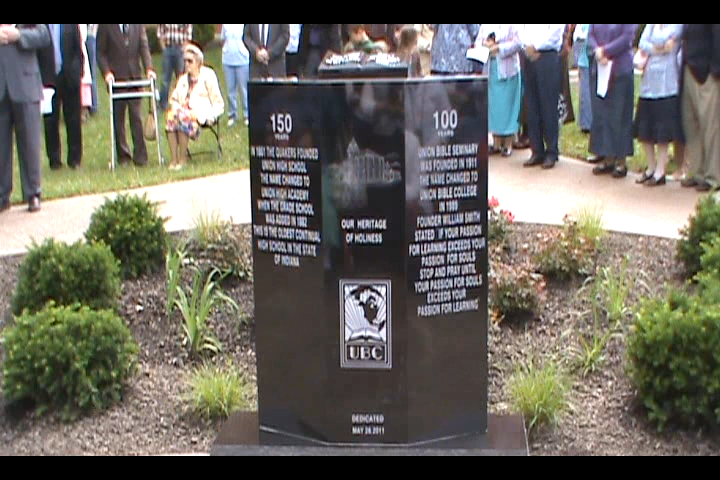 150
YEARS
IN 1861 THE QUAKERS FOUNDED
UNION HIGH SCHOOL
THE NAME CHANGED TO
UNION HIGH ACADEMY
WHEN THE GRADE SCHOOL
WAS ADDED IN 1982
THIS IS THE OLDEST CONTINUAL
HIGH SCHOOL IN THE STATE
OF INDIANA
OUR HERITAGE
OF HOLINESS
UBC
DEDICATED
MAY 28 2011
100
YEARS
UNION BIBLE SEMINARY
WAS FOUNDED IN 1911
THE NAME CHANGED TO
UNION BIBLE COLLEGE
IN 1989
FOUNDER WILLIAM SMITH
STATED "IF YOUR PASSION
FOR LEARNING EXCEEDS YOUR
PASSION FOR SOULS
STOP AND PRAY UNTIL
YOUR PASSION FOR SOULS
EXCEEDS YOUR
PASSION FOR LEARNING"